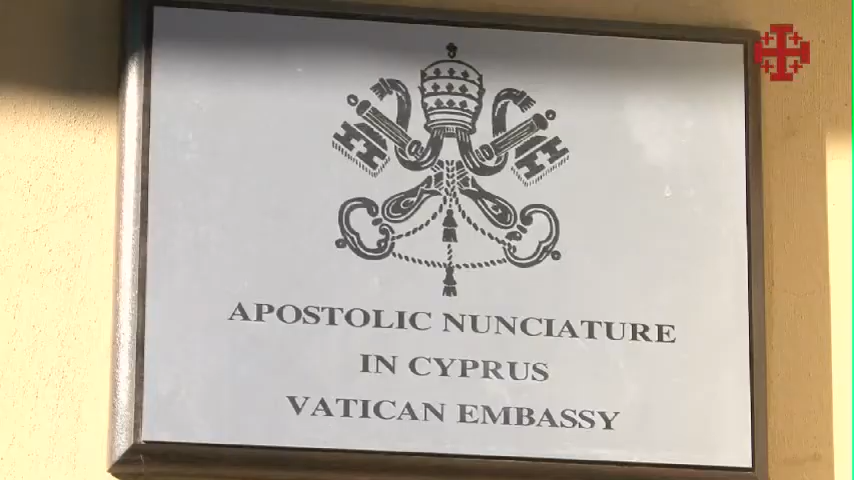 APOSTOLIC NUNCIATURE
IN CYPRUS
VATICAN EMBASSY